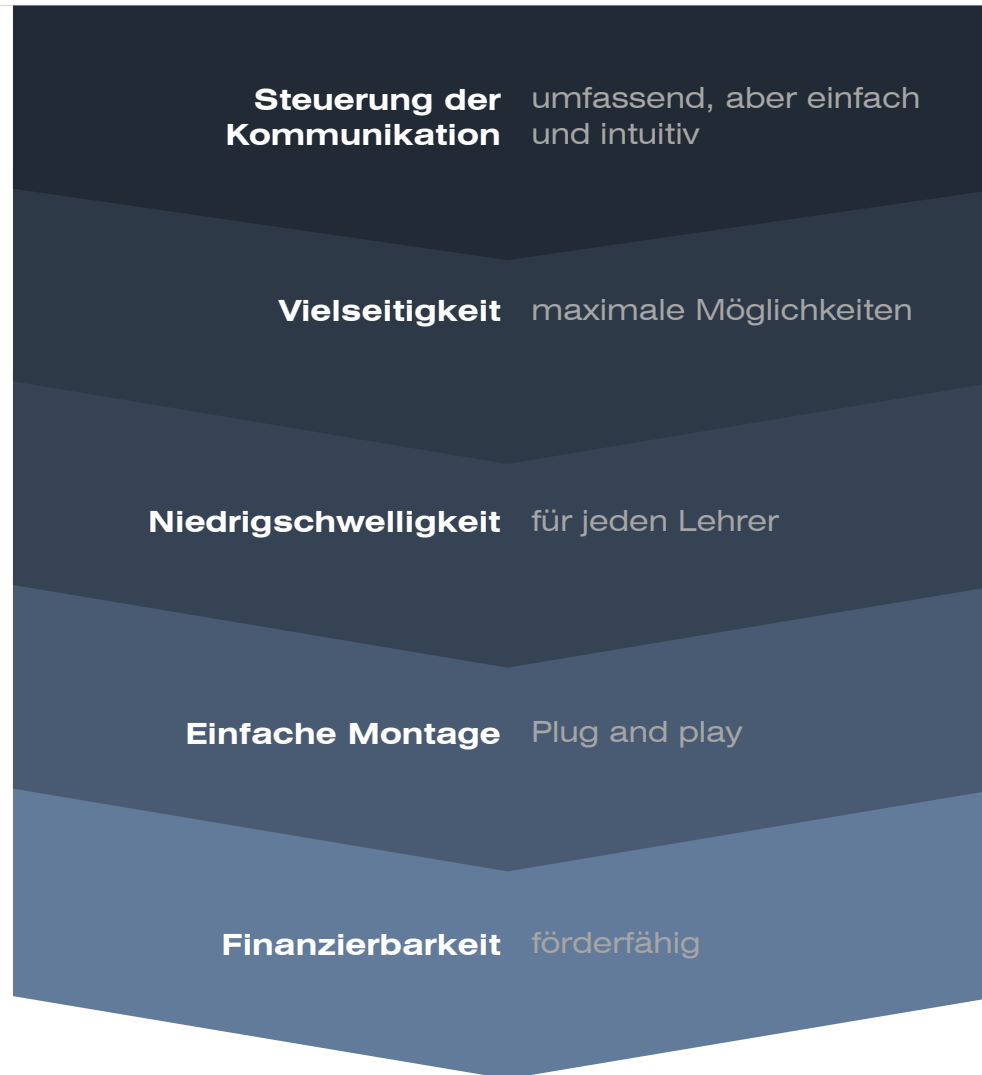 Steuerung der umfassend, aber einfach
Kommunikation und intuitiv
Vielseitigkeit maximale Möglichkeiten
Niedrigschwelligkeit für jeden Lehrer
Einfache Montage Plug and play
Finanzierbarkeit förderfähig